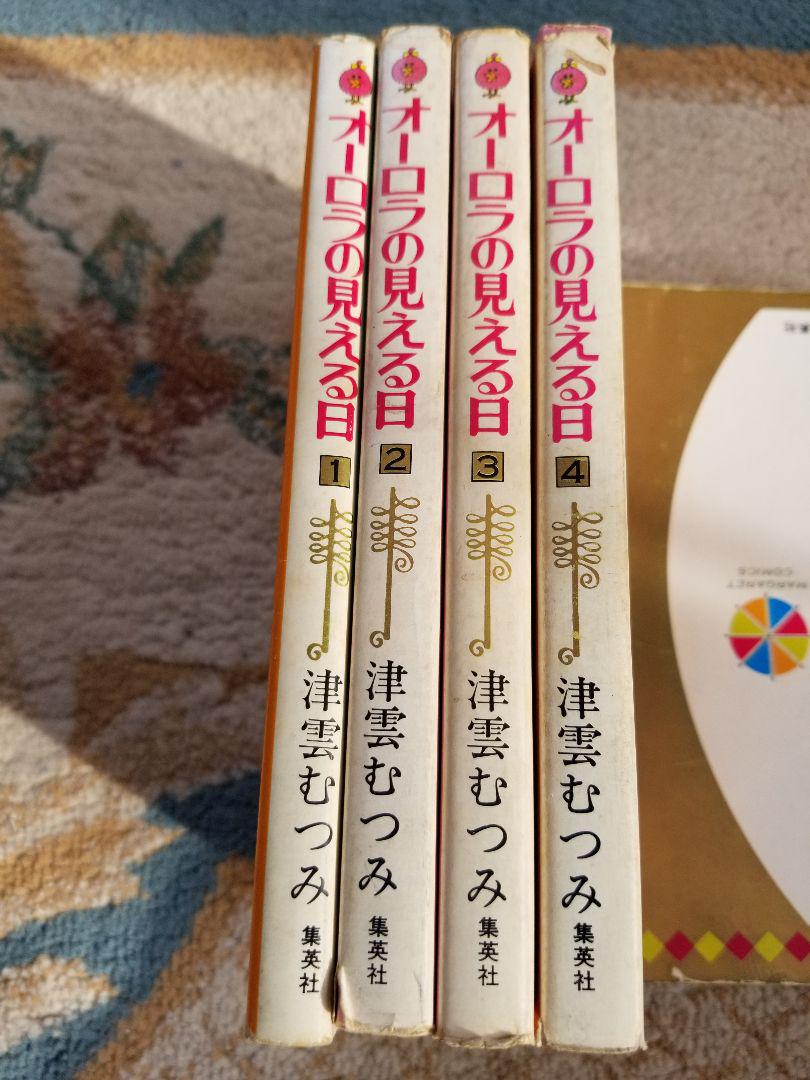 オーロラの見える日
1
津雲むつみ
集英社
オーロラの見える日
2
津雲むつみ
集英社
オーロラの見える日
3
津雲むつみ
集英社
オーロラの見える日
4
津雲むつみ
集英社
MARGARET
COMICS